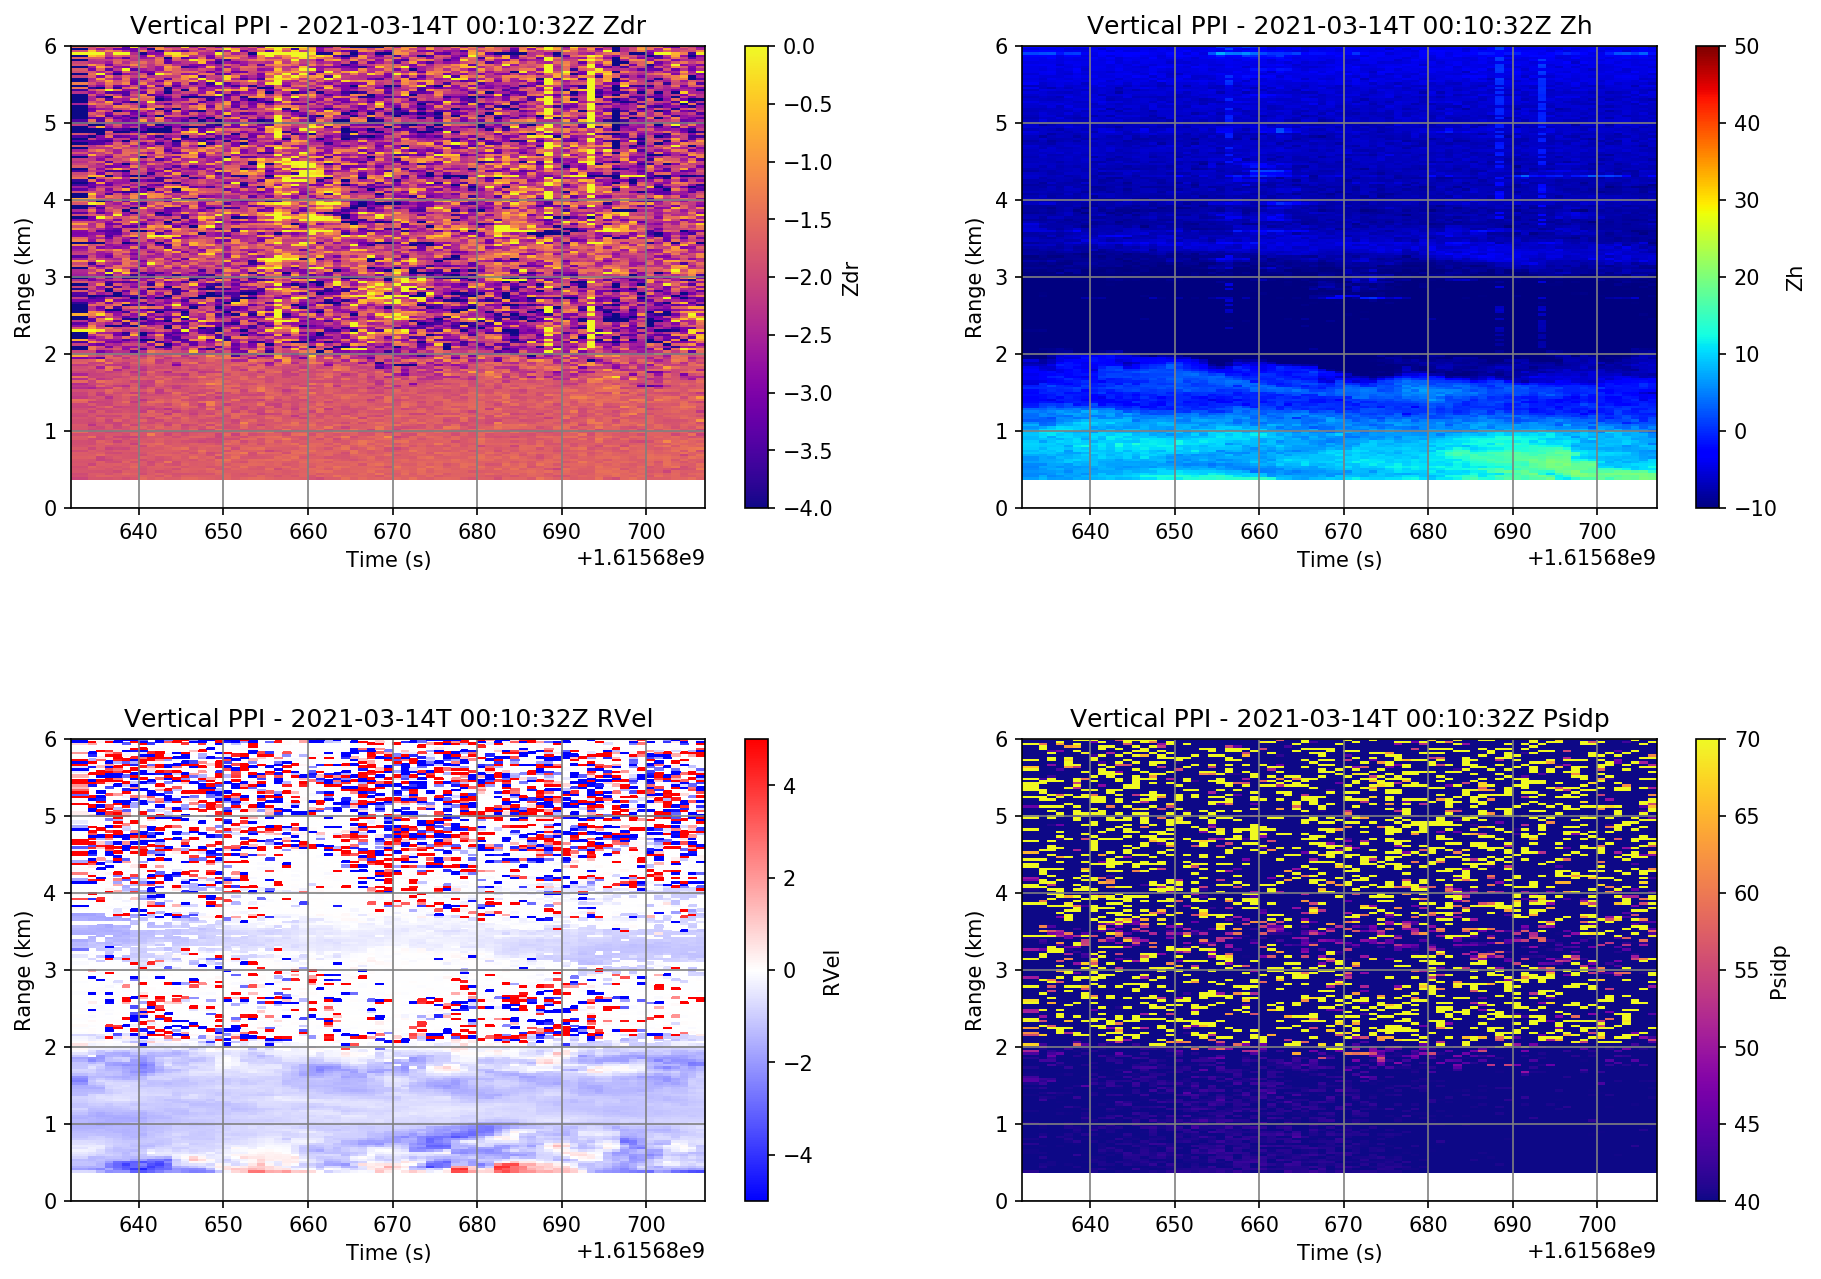 Vertical PPI - 2021-03-14T 00:10:32Z Zdr
6
5
4
3
2
1
0
Range (km)
640 650 660 670 680 690 700
Time (s)
+1.61568e9
0.0
−0.5
−1.0
−1.5
−2.0
−2.5
−3.0
−3.5
−4.0
Zdr
Vertical PPI - 2021-03-14T 00:10:32Z Zh
6
5
4
3
2
1
0
Range (km)
640 650 660 670 680 690 700
Time (s)
+1.61568e9
50
40
30
20
10
0
−10
Zh
Vertical PPI - 2021-03-14T 00:10:32Z RVel
6
5
4
3
2
1
0
Range (km)
640 650 660 670 680 690 700
Time (s)
+1.61568e9
4
2
0
−2
−4
RVel
Vertical PPI - 2021-03-14T 00:10:32Z Psidp
6
5
4
3
2
1
0
Range (km)
640 650 660 670 680 690 700
Time (s)
+1.61568e9
70
65
60
55
50
45
40
Psidp